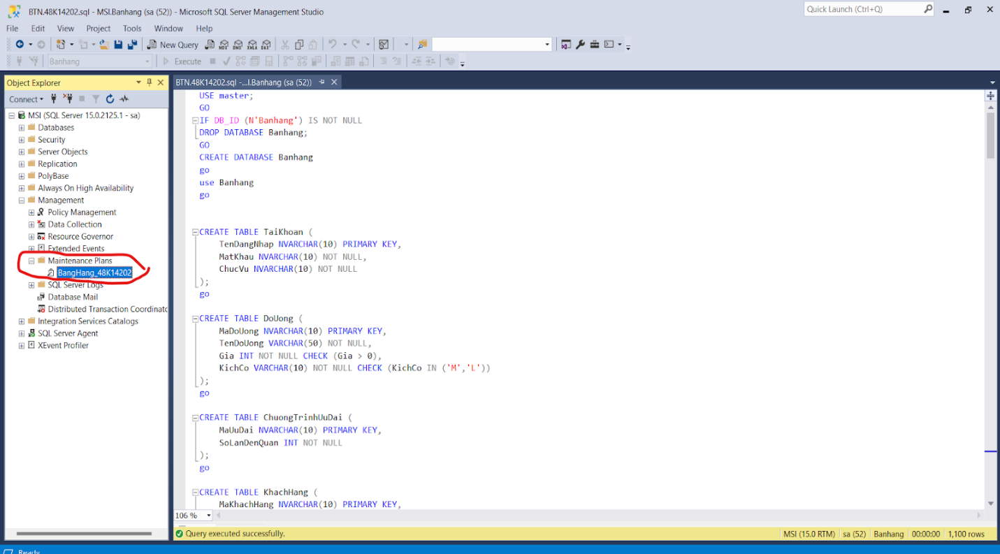 BTN.48K14202.sql - MSI.Banhang (sa (52)) - Microsoft SQL Server Management Studio
Quick Launch (Ctrl+Q)
File Edit View Project Tools Window Help
New Query
MDX DMX XMLA DAX
Banhang
Execute
Object Explorer
Connect
MSI (SQL Server 15.0.2125.1 - sa)
Databases
Security
Server Objects
Replication
PolyBase
Always On High Availability
Management
Policy Management
Data Collection
Resource Governor
Extended Events
Maintenance Plans
BangHang_48K14202
SQL Server Logs
Database Mail
Distributed Transaction Coordinato
Integration Services Catalogs
SQL Server Agent
XEvent Profiler
BTN.48K14202.sql -...I.Banhang (sa (52))
USE master;
GO
IF DB_ID (N'Banhang') IS NOT NULL
DROP DATABASE Banhang;
GO
CREATE DATABASE Banhang
go
use Banhang
go
CREATE TABLE TaiKhoan (
TenDangNhap NVARCHAR(10) PRIMARY KEY,
MatKhau NVARCHAR(10) NOT NULL,
ChucVu NVARCHAR(10) NOT NULL
);
go
CREATE TABLE DoUong (
MaDoUong NVARCHAR(10) PRIMARY KEY,
TenDoUong VARCHAR(50) NOT NULL,
Gia INT NOT NULL CHECK (Gia > 0),
KichCo VARCHAR(10) NOT NULL CHECK (KichCo IN ('M','L'))
);
go
CREATE TABLE ChuongTrinhUuDai (
MaUuDai NVARCHAR(10) PRIMARY KEY,
SoLanDenQuan INT NOT NULL
);
go
CREATE TABLE KhachHang (
MaKhachHang NVARCHAR(10) PRIMARY KEY,
106 %
Query executed successfully.
MSI (15.0 RTM) sa (52) Banhang 00:00:00 1,100 rows
Ready